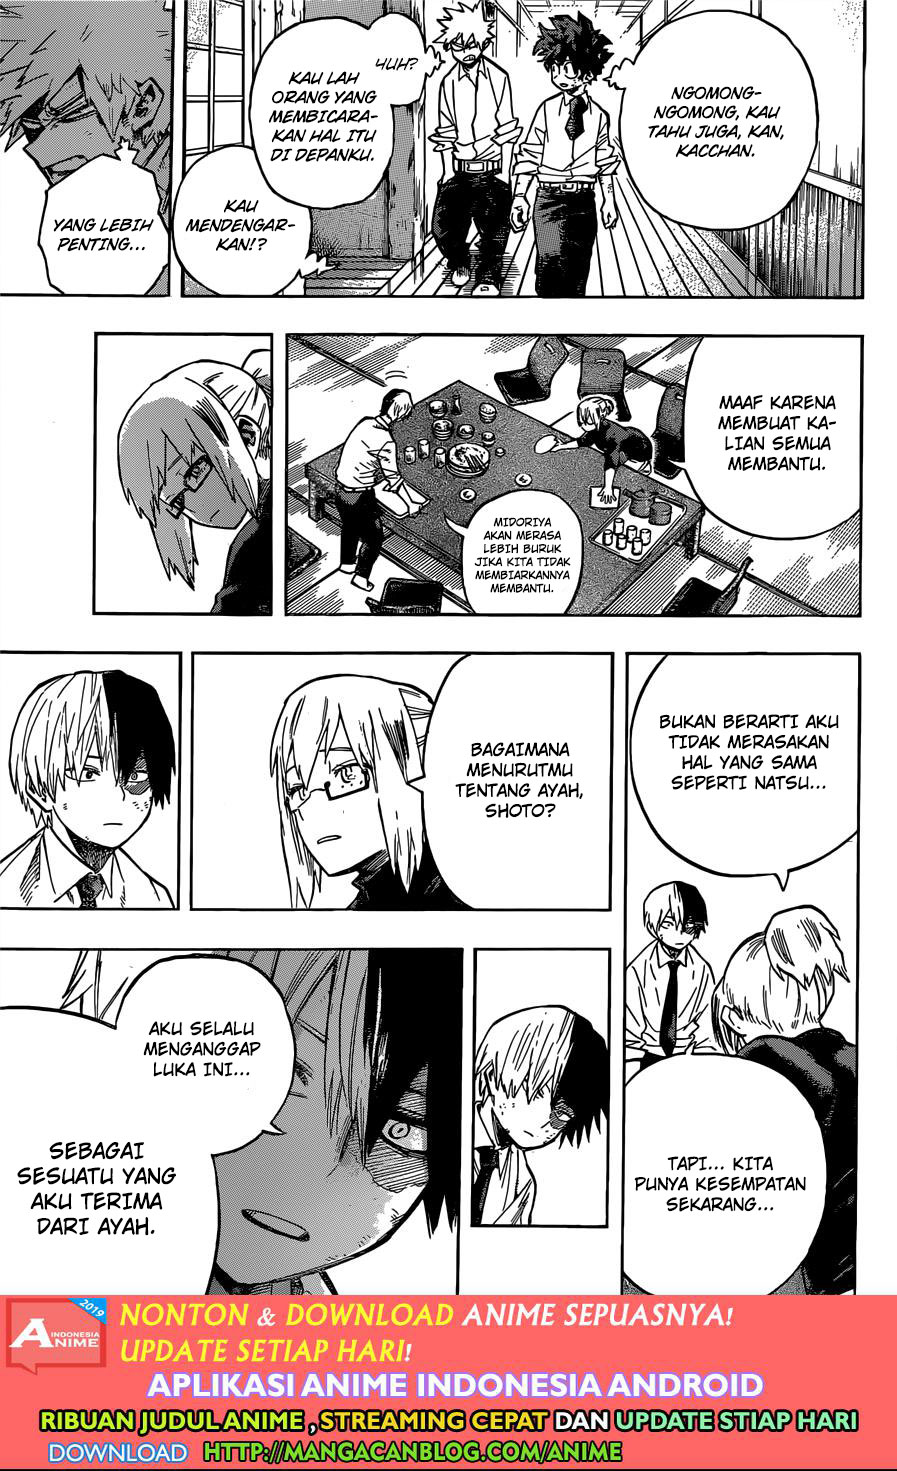 NGOMONG-
NGOMONG, KAU
TAHU JUGA, KAN,
KACCHAN.
HUH?
KAU LAH
ORANG YANG
MEMBICARA-
KAN HAL ITU
DI DEPANKU.
KAU
MENDENGAR-
KAN!?
YANG LEBIH
PENTING...
MAAF KARENA
MEMBUAT KA-
LIAN SEMUA
MEMBANTU.
MIDORIYA
AKAN MERASA
LEBIH BURUK
JIKA KITA TIDAK
MEMBIARKANNYA
MEMBANTU.
BUKAN BERARTI AKU
TIDAK MERASAKAN
HAL YANG SAMA
SEPERTI NATSU...
TAPI... KITA
PUNYA KESEMPATAN
SEKARANG...
BAGAIMANA
MENURUTMU
TENTANG AYAH,
SHOTO?
AKU SELALU
MENGANGGAP
LUKA INI...
SEBAGAI
SESUATU YANG
AKU TERIMA
DARI AYAH.
2019
INDONESIA
ANIME
NONTON & DOWNLOAD ANIME SEPUASNYA!
UPDATE SETIAP HARI!
APLIKASI ANIME INDONESIA ANDROID
RIBUAN JUDUL ANIME , STREAMING CEPAT DAN UPDATE STIAP HARI
DOWNLOAD HTTP://MANGACANBLOG.COM/ANIME